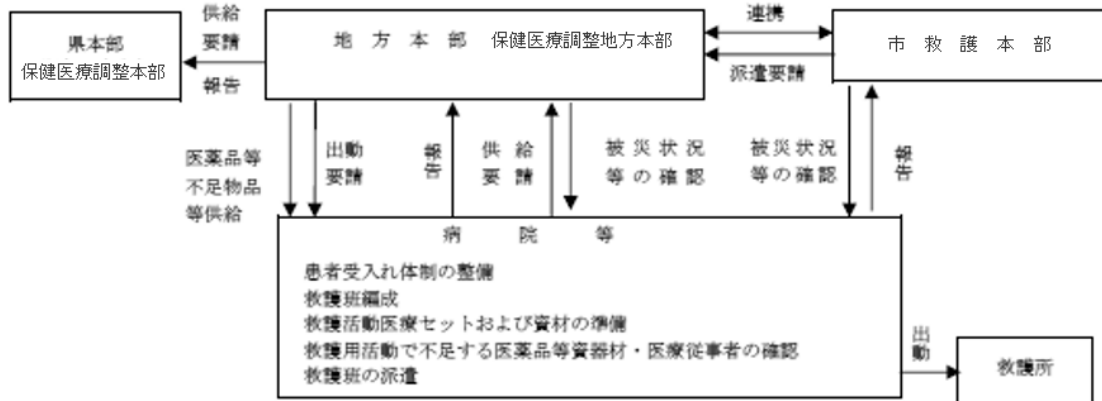 県本部
保健医療調整本部
供給
要請
報告
地方本部 保健医療調整地方本部
連携
派遣要請
市救護本部
医薬品等
不足物品
等供給
出動
要請
報告
供給
要請
被災状況
等の確認
被災状況
等の確認
報告
病院等
患者受入れ体制の整備
救護班編成
救護活動医療セットおよび資材の準備
救護用活動で不足する医薬品等資器材・医療従事者の確認
救護班の派遣
出動
救護所